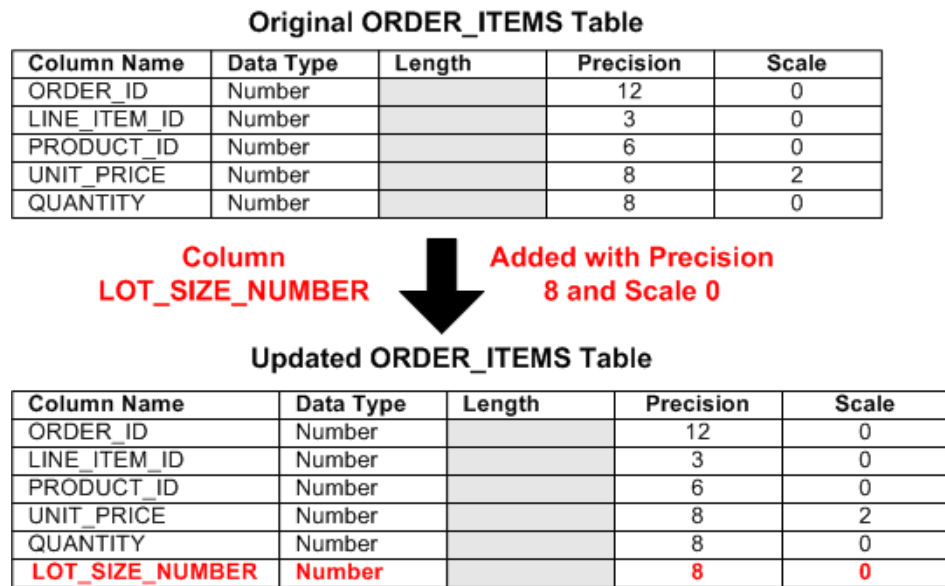 Original ORDER_ITEMS Table
Column Name Data Type Length Precision Scale
ORDER_ID Number 12 0
LINE_ITEM_ID Number 3 0
PRODUCT_ID Number 6 0
UNIT_PRICE Number 8 2
QUANTITY Number 8 0
Column Added with Precision
LOT_SIZE_NUMBER 8 and Scale 0
Updated ORDER_ITEMS Table
Column Name Data Type Length Precision Scale
ORDER_ID Number 12 0
LINE_ITEM_ID Number 3 0
PRODUCT_ID Number 6 0
UNIT_PRICE Number 8 2
QUANTITY Number 8 0
LOT_SIZE_NUMBER Number 8 0